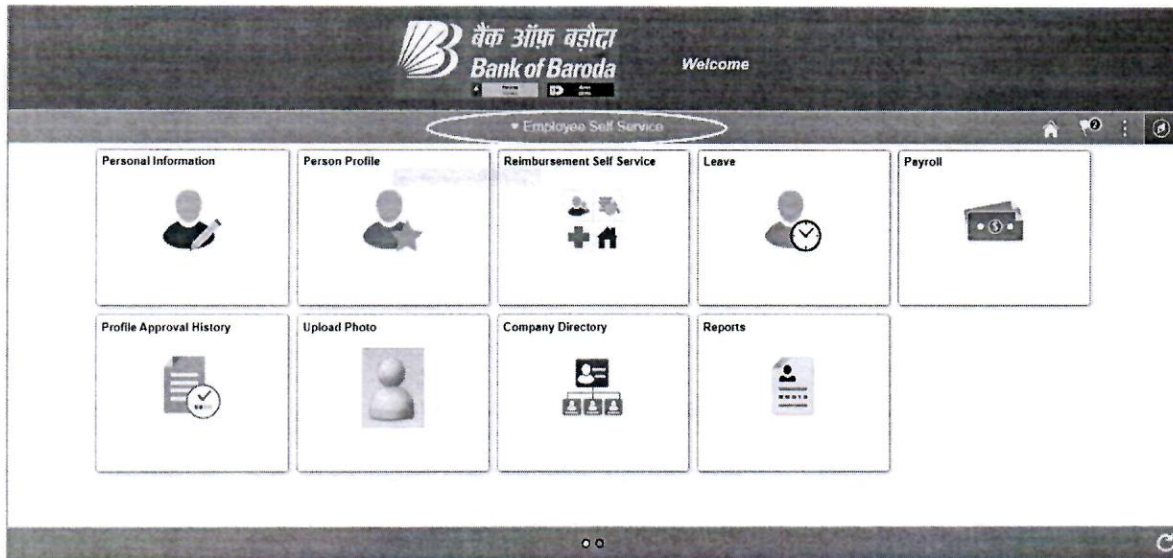 बैंक ऑफ़ बड़ौदा
Bank of Baroda
Welcome
Employee Self Service
2
Personal Information
Person Profile
Reimbursement Self Service
Leave
Payroll
Profile Approval History
Upload Photo
Company Directory
Reports